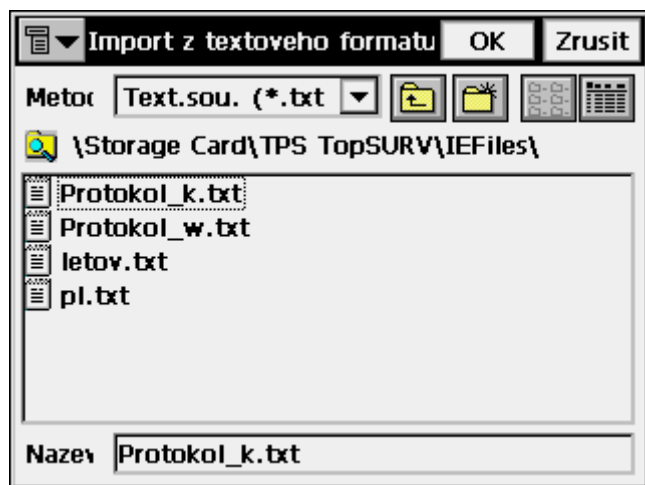 Import z textoveho formatu OK Zrusit
Metoc Text.sou. (*.txt
\Storage Card\TPS TopSURV\IEFiles\
Protokol_k.txt
Protokol_w.txt
letov.txt
pl.txt
Nazev Protokol_k.txt